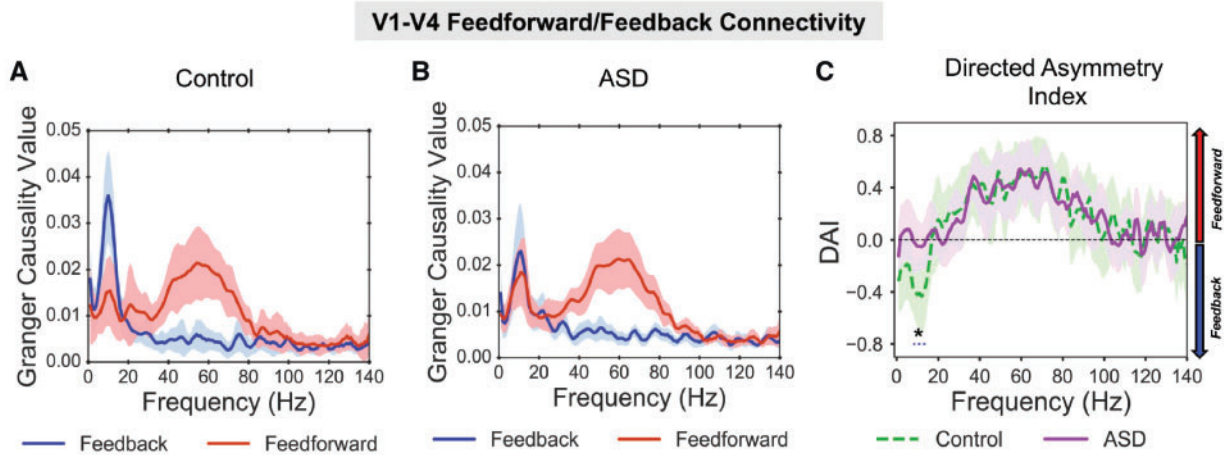 V1-V4 Feedforward/Feedback Connectivity
A
Control
Granger Causality Value
0.05
0.04
0.03
0.02
0.01
0.00
0 20 40 60 80 100 120 140
Frequency (Hz)
Feedback Feedforward
B
ASD
Granger Causality Value
0.05
0.04
0.03
0.02
0.01
0.00
0 20 40 60 80 100 120 140
Frequency (Hz)
Feedback Feedforward
C
Directed Asymmetry
Index
DAI
0.8
0.4
0.0
−0.4
−0.8
*
0 20 40 60 80 100 120 140
Frequency (Hz)
Control ASD
Feedforward
Feedback